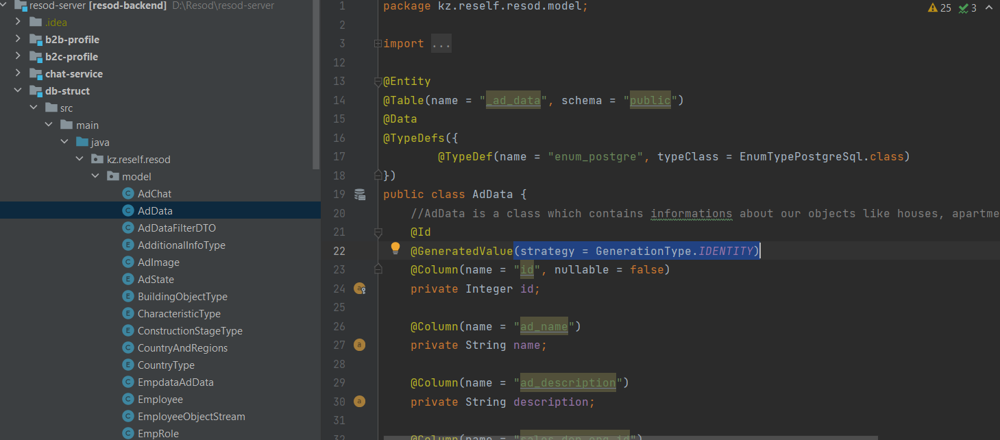 resod-server [resod-backend] D:\Resod\resod-server
.idea
b2b-profile
b2c-profile
chat-service
db-struct
src
main
java
kz.reself.resod
model
AdChat
AdData
AdDataFilterDTO
AdditionalInfoType
AdImage
AdState
BuildingObjectType
CharacteristicType
ConstructionStageType
CountryAndRegions
CountryType
EmpdataAdData
Employee
EmployeeObjectStream
EmpRole
25 3
1 package kz.reself.resod.model;
2
3 import ...
12
13 @Entity
14 @Table(name = "_ad_data", schema = "public")
15 @Data
16 @TypeDefs({
17 @TypeDef(name = "enum_postgre", typeClass = EnumTypePostgreSql.class)
18 })
19 public class AdData {
20 //AdData is a class which contains informations about our objects like houses, apartme
21 @Id
22 @GeneratedValue(strategy = GenerationType.IDENTITY)
23 @Column(name = "id", nullable = false)
24 private Integer id;
25
26 @Column(name = "ad_name")
27 private String name;
28
29 @Column(name = "ad_description")
30 private String description;
31
32 @Column(name = "sales_dep_org_id")